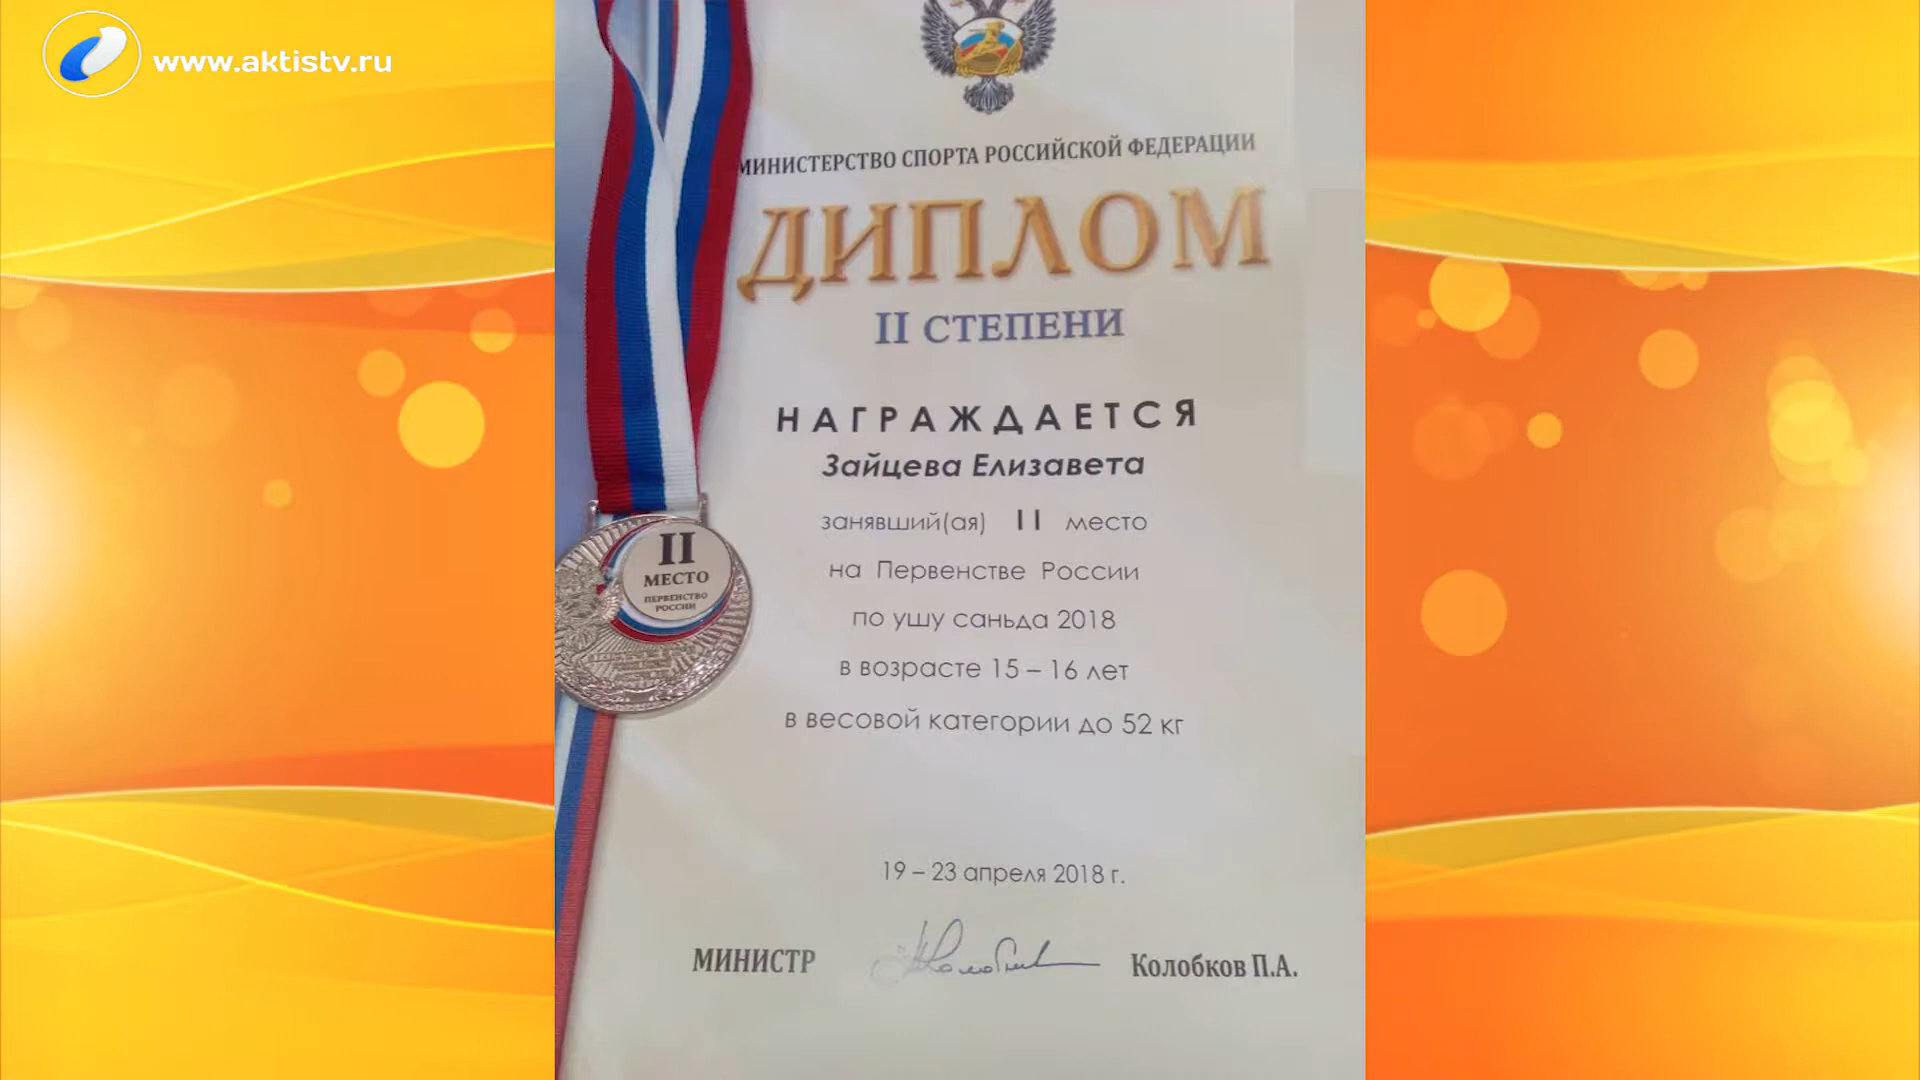 www.aktistv.ru
МИНИСТЕРСТВО СПОРТА РОССИЙСКОЙ ФЕДЕРАЦИИ
ДИПЛОМ
II СТЕПЕНИ
НАГРАЖДАЕТСЯ
Зайцева Елизавета
занявший(ая) II место
на Первенстве России
по ушу саньда 2018
в возрасте 15 – 16 лет
в весовой категории до 52 кг
19 – 23 апреля 2018 г.
МИНИСТР Колобков П.А.
II
МЕСТО
ПЕРВЕНСТВО
РОССИИ